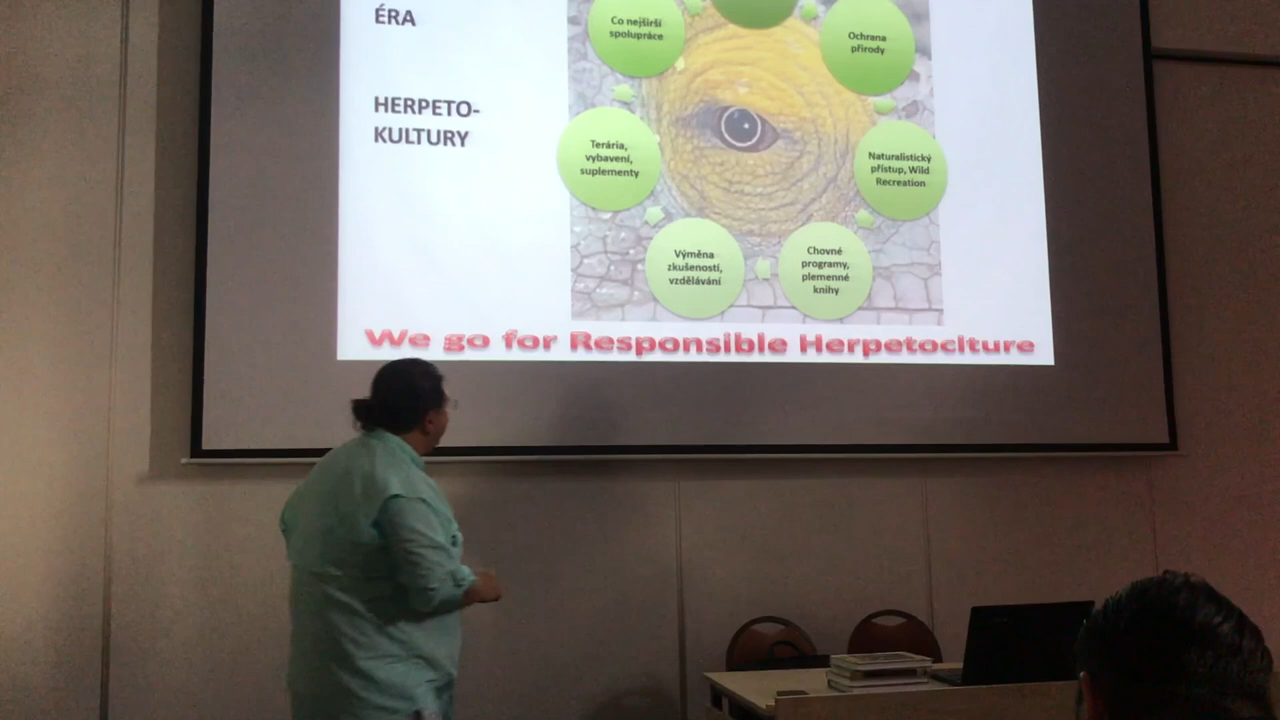 ÉRA
HERPETO-
KULTURY
Co nejširší
spolupráce
Ochrana
přírody
Terária,
vybavení,
suplementy
Naturalistický
přístup, Wild
Recreation
Výměna
zkušeností,
vzdělávání
Chovné
programy,
plemenné
knihy
We go for Responsible Herpetoclture